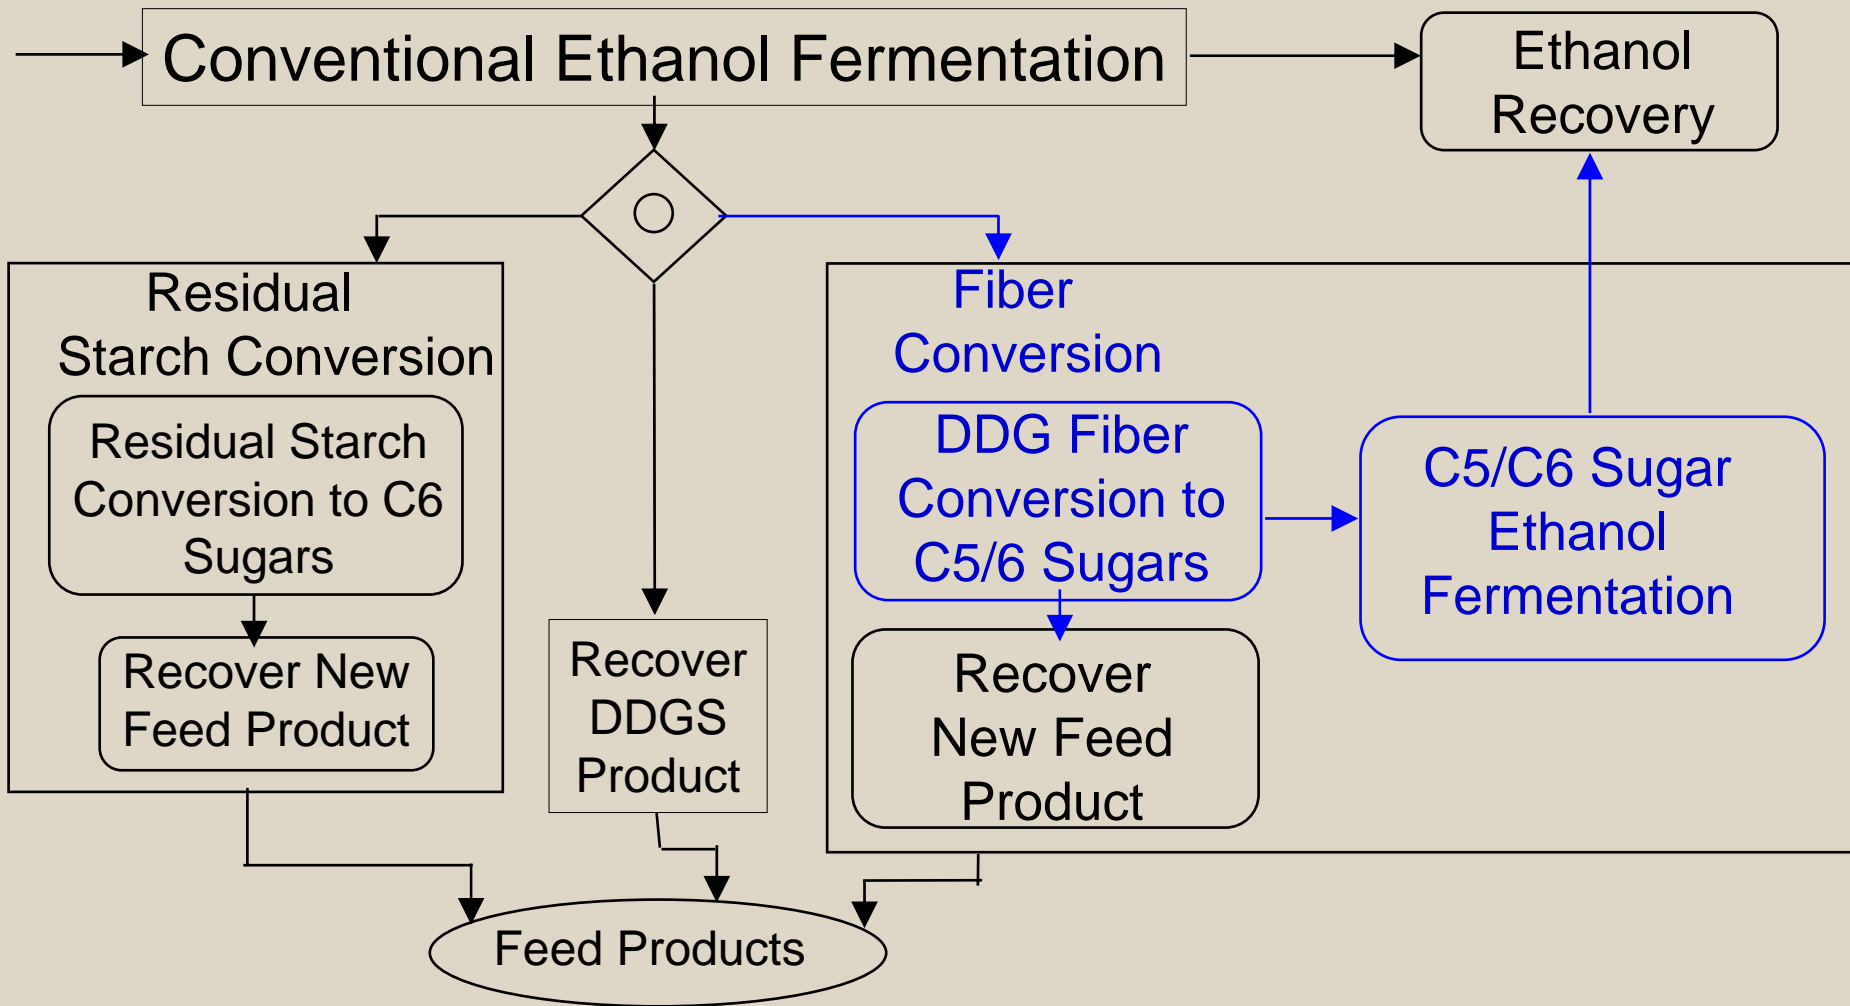 Conventional Ethanol Fermentation
Ethanol
Recovery
Residual
Starch Conversion
Residual Starch
Conversion to C6
Sugars
Recover New
Feed Product
Recover
DDGS
Product
Fiber
Conversion
DDG Fiber
Conversion to
C5/6 Sugars
Recover
New Feed
Product
C5/C6 Sugar
Ethanol
Fermentation
Feed Products